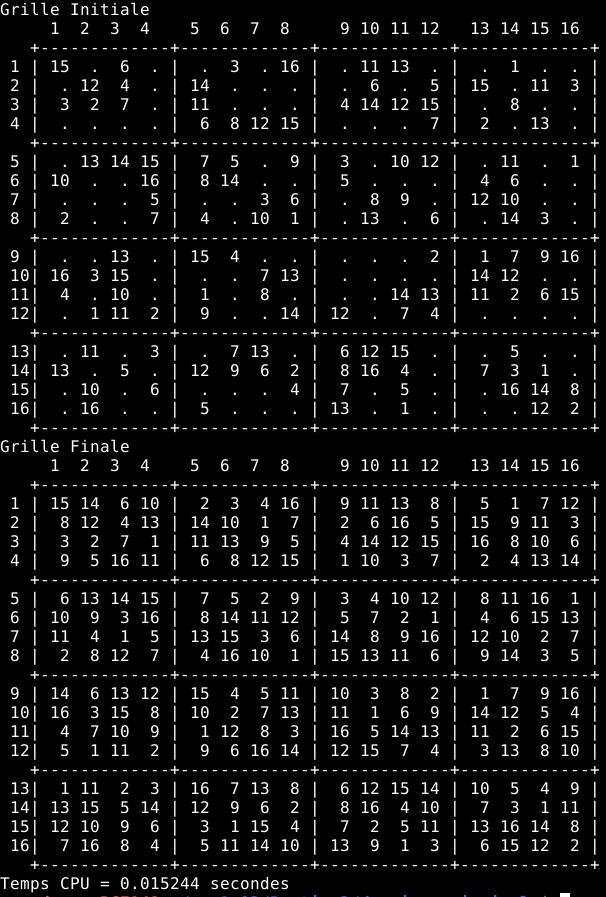 Grille Initiale
1 2 3 4 5 6 7 8 9 10 11 12 13 14 15 16
+-----------+-----------+-----------+-----------+
1 | 15 . 6 . | . 3 . 16 | . 11 13 . | . 1 . . |
2 | . 12 4 . | 14 . . . | . 6 . 5 | 15 . 11 3 |
3 | 3 2 7 . | 11 . . . | 4 14 12 15 | . 8 . . |
4 | . . . . | 6 8 12 15 | . . . 7 | 2 . 13 . |
+-----------+-----------+-----------+-----------+
5 | . 13 14 15 | 7 5 . 9 | 3 . 10 12 | . 11 . 1 |
6 | 10 . . 16 | 8 14 . . | 5 . . . | 4 6 . . |
7 | . . . 5 | . . 3 6 | . 8 9 . | 12 10 . . |
8 | 2 . . 7 | 4 . 10 1 | . 13 . 6 | . 14 3 . |
+-----------+-----------+-----------+-----------+
9 | . . 13 . | 15 4 . . | . . . 2 | 1 7 9 16 |
10| 16 3 15 . | . . 7 13 | . . . . | 14 12 . . |
11| 4 . 10 . | 1 . 8 . | . . 14 13 | 11 2 6 15 |
12| . 1 11 2 | 9 . . 14 | 12 . 7 4 | . . . . |
+-----------+-----------+-----------+-----------+
13| . 11 . 3 | . 7 13 . | 6 12 15 . | . 5 . . |
14| 13 . 5 . | 12 9 6 2 | 8 16 4 . | 7 3 1 . |
15| . 10 . 6 | . . . 4 | 7 . 5 . | . 16 14 8 |
16| . 16 . . | 5 . . . | 13 . 1 . | . . 12 2 |
+-----------+-----------+-----------+-----------+
Grille Finale
1 2 3 4 5 6 7 8 9 10 11 12 13 14 15 16
+-----------+-----------+-----------+-----------+
1 | 15 14 6 10 | 2 3 4 16 | 9 11 13 8 | 5 1 7 12 |
2 | 8 12 4 13 | 14 10 1 7 | 2 6 16 5 | 15 9 11 3 |
3 | 3 2 7 1 | 11 13 9 5 | 4 14 12 15 | 16 8 10 6 |
4 | 9 5 16 11 | 6 8 12 15 | 1 10 3 7 | 2 4 13 14 |
+-----------+-----------+-----------+-----------+
5 | 6 13 14 15 | 7 5 2 9 | 3 4 10 12 | 8 11 16 1 |
6 | 10 9 3 16 | 8 14 11 12 | 5 7 2 1 | 4 6 15 13 |
7 | 11 4 1 5 | 13 15 3 6 | 14 8 9 16 | 12 10 2 7 |
8 | 2 8 12 7 | 4 16 10 1 | 15 13 11 6 | 9 14 3 5 |
+-----------+-----------+-----------+-----------+
9 | 14 6 13 12 | 15 4 5 11 | 10 3 8 2 | 1 7 9 16 |
10| 16 3 15 8 | 10 2 7 13 | 11 1 6 9 | 14 12 5 4 |
11| 4 7 10 9 | 1 12 8 3 | 16 5 14 13 | 11 2 6 15 |
12| 5 1 11 2 | 9 6 16 14 | 12 15 7 4 | 3 13 8 10 |
+-----------+-----------+-----------+-----------+
13| 1 11 2 3 | 16 7 13 8 | 6 12 15 14 | 10 5 4 9 |
14| 13 15 5 14 | 12 9 6 2 | 8 16 4 10 | 7 3 1 11 |
15| 12 10 9 6 | 3 1 15 4 | 7 2 5 11 | 13 16 14 8 |
16| 7 16 8 4 | 5 11 14 10 | 13 9 1 3 | 6 15 12 2 |
+-----------+-----------+-----------+-----------+
Temps CPU = 0.015244 secondes